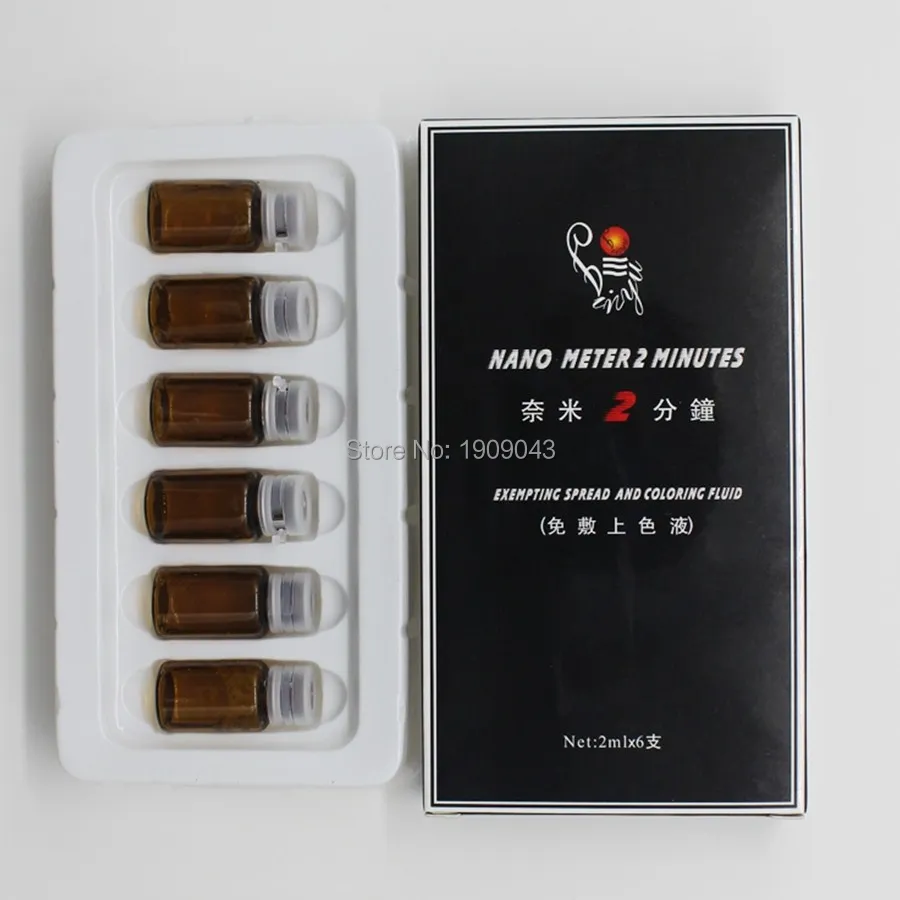 NANO METER 2 MINUTES
奈米 2 分鐘
Store No: 1909043
EXEMPTING SPREAD AND COLORING FLUID
(免敷上色液)
Net:2mlx6支